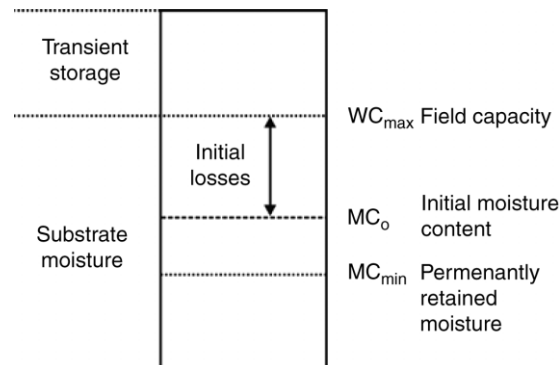 Transient
storage
WCmax Field capacity
Initial
losses
MCo Initial moisture
content
Substrate
moisture
MCmin Permenantly
retained
moisture